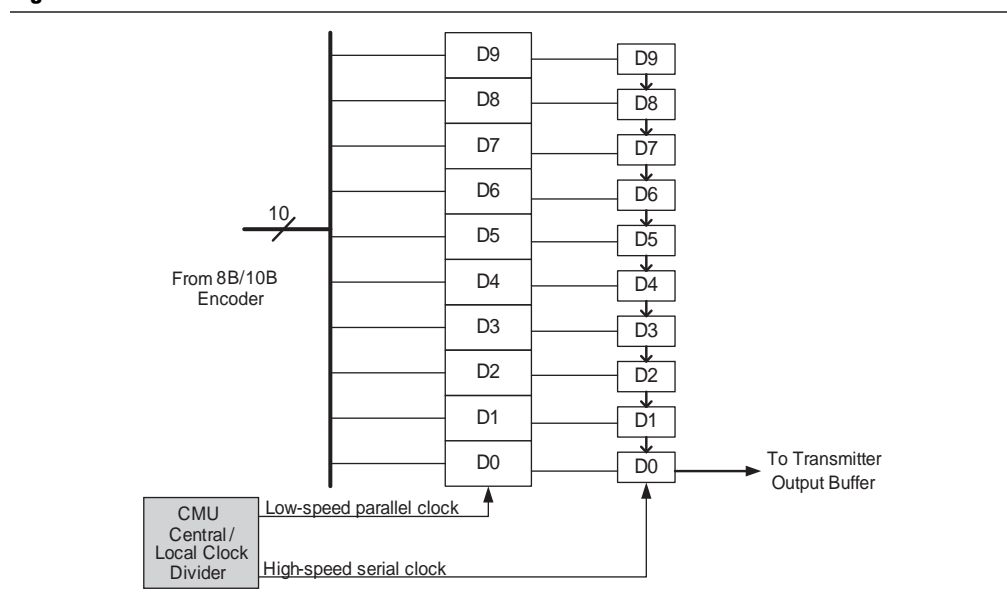 D9
D9
D8
D8
D7
D7
D6
D6
10
D5
D5
From 8B/10B
Encoder
D4
D4
D3
D3
D2
D2
D1
D1
D0
D0
To Transmitter
Output Buffer
CMU
Central /
Local Clock
Divider
Low-speed parallel clock
High-speed serial clock